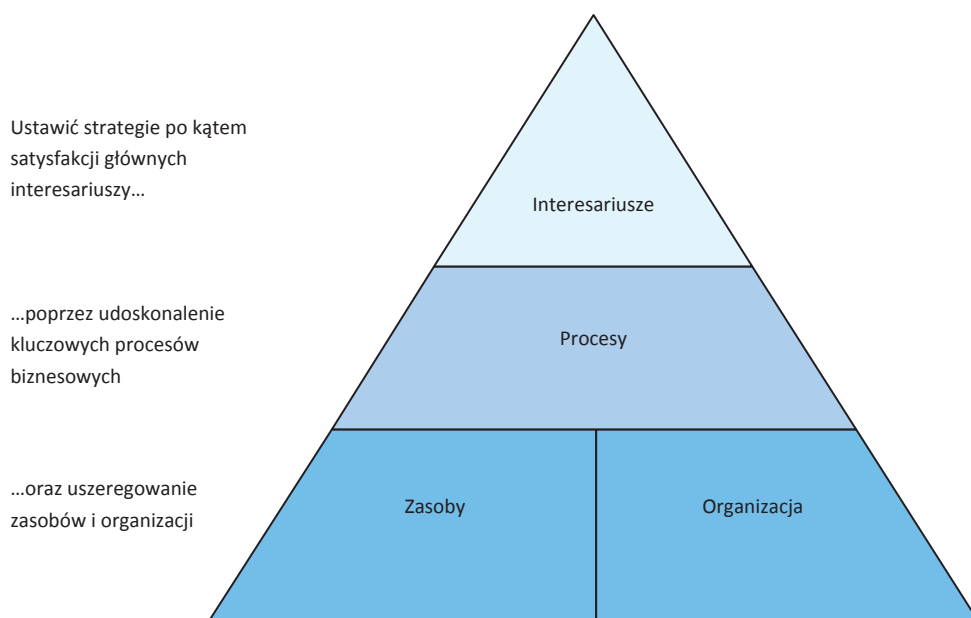 Ustawić strategie po kątem
satysfakcji głównych
interesariuszy…
Interesariusze
…poprzez udoskonalenie
kluczowych procesów
biznesowych
Procesy
…oraz uszeregowanie
zasobów i organizacji
Zasoby
Organizacja